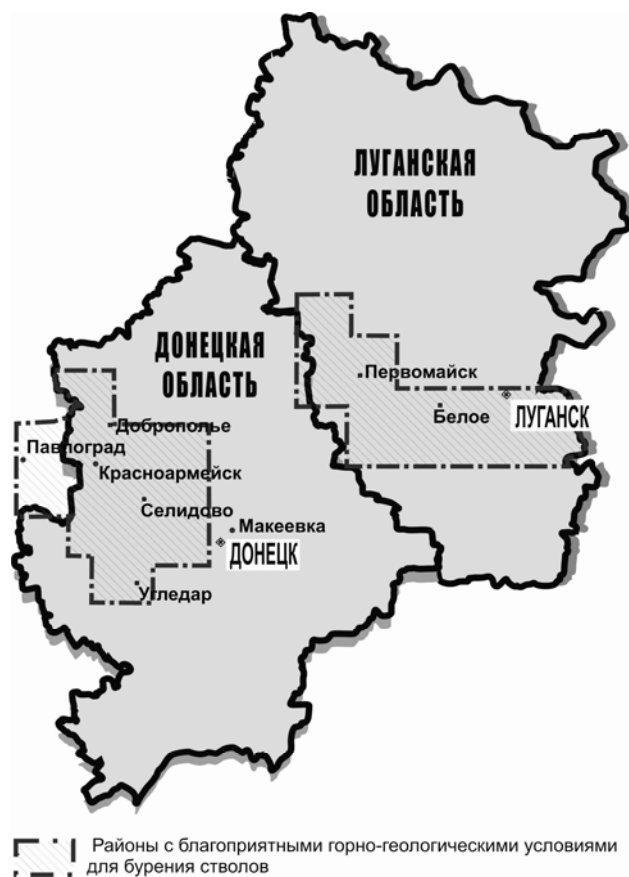 ЛУГАНСКАЯ
ОБЛАСТЬ
ДОНЕЦКАЯ
ОБЛАСТЬ
Первомайск
Белое
ЛУГАНСК
Доброполье
Павлоград
Красноармейск
Селидово
Макеевка
ДОНЕЦК
Угледар
Районы с благоприятными горно-геологическими условиями
для бурения стволов